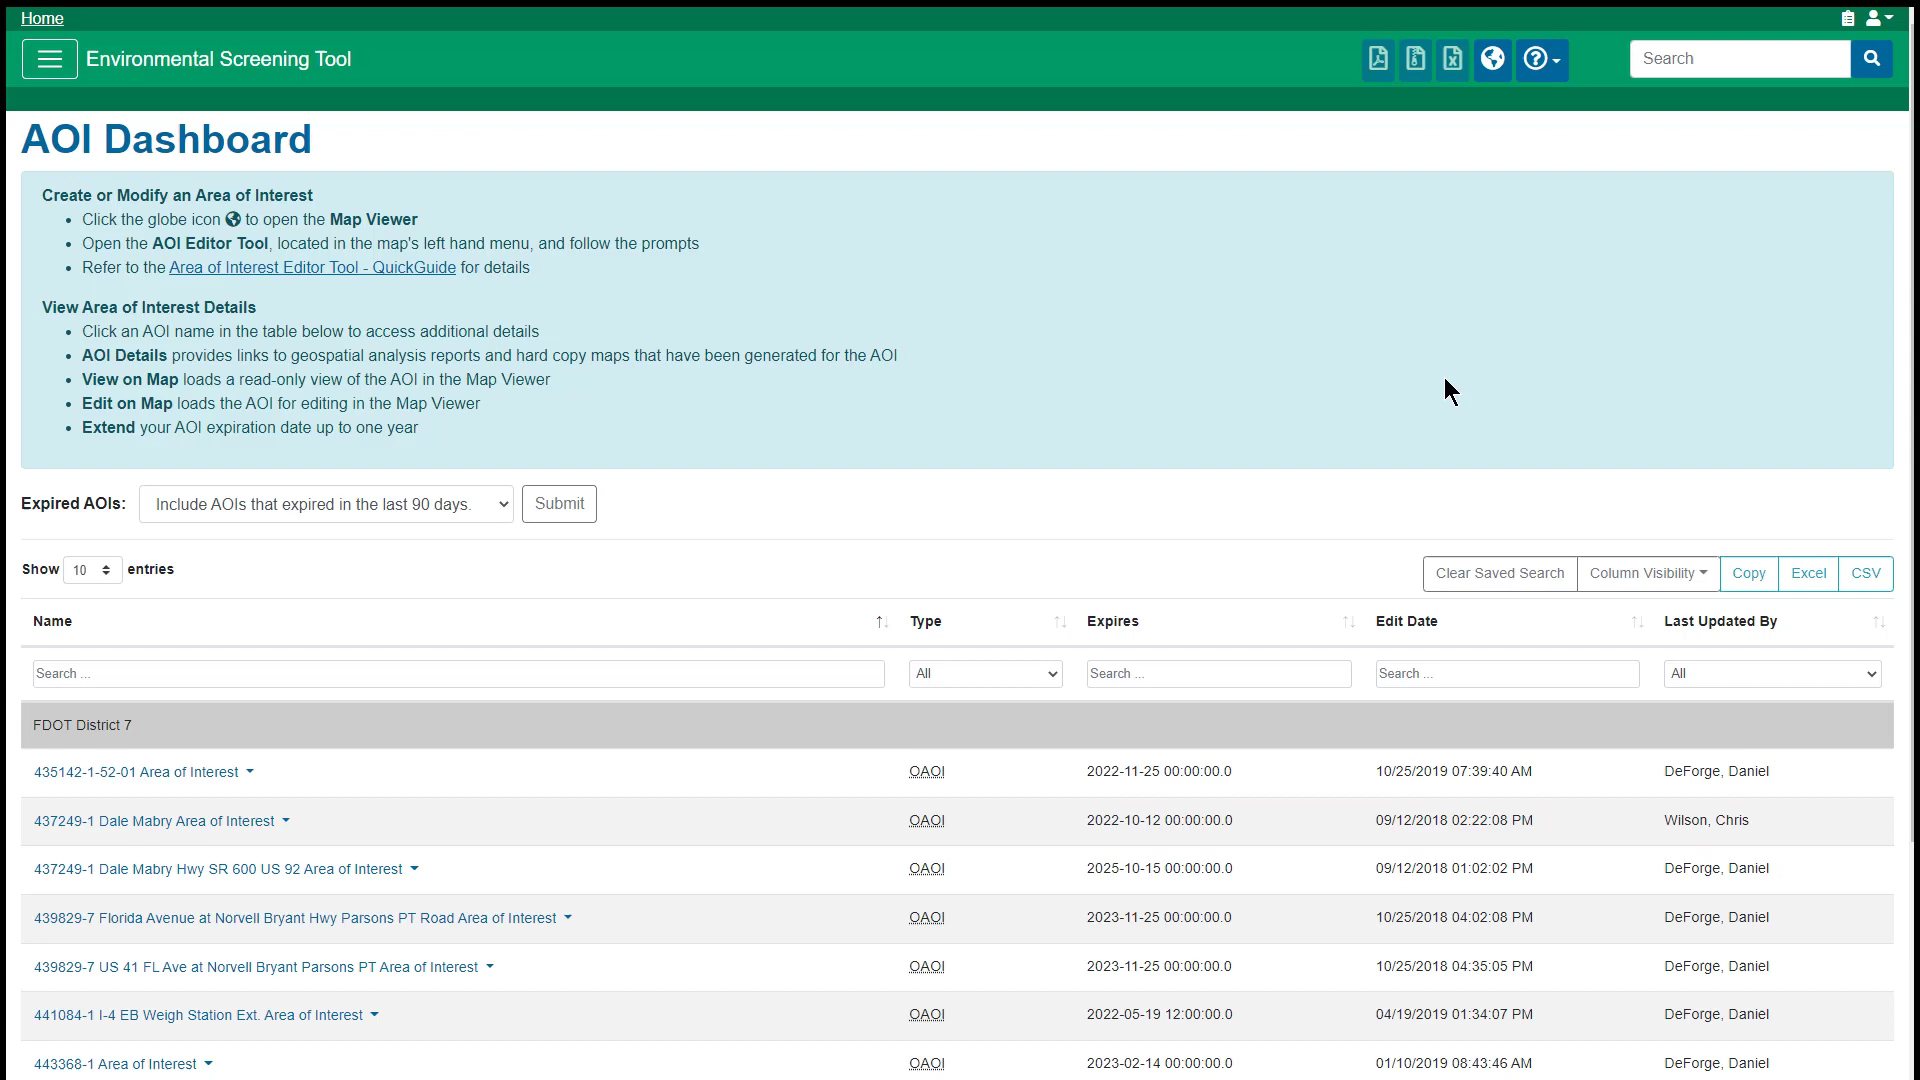 Home
Environmental Screening Tool
Search
AOI Dashboard
Create or Modify an Area of Interest
• Click the globe icon to open the Map Viewer
• Open the AOI Editor Tool, located in the map's left hand menu, and follow the prompts
• Refer to the Area of Interest Editor Tool - QuickGuide for details
View Area of Interest Details
• Click an AOI name in the table below to access additional details
• AOI Details provides links to geospatial analysis reports and hard copy maps that have been generated for the AOI
• View on Map loads a read-only view of the AOI in the Map Viewer
• Edit on Map loads the AOI for editing in the Map Viewer
• Extend your AOI expiration date up to one year
Expired AOIs: Include AOIs that expired in the last 90 days. Submit
Show 10 entries Clear Saved Search Column Visibility Copy Excel CSV
Name Type Expires Edit Date Last Updated By
Search ... All Search ... Search ... All
FDOT District 7
435142-1-52-01 Area of Interest OAOI 2022-11-25 00:00:00.0 10/25/2019 07:39:40 AM DeForge, Daniel
437249-1 Dale Mabry Area of Interest OAOI 2022-10-12 00:00:00.0 09/12/2018 02:22:08 PM Wilson, Chris
437249-1 Dale Mabry Hwy SR 600 US 92 Area of Interest OAOI 2025-10-15 00:00:00.0 09/12/2018 01:02:02 PM DeForge, Daniel
439829-7 Florida Avenue at Norvell Bryant Hwy Parsons PT Road Area of Interest OAOI 2023-11-25 00:00:00.0 10/25/2018 04:02:08 PM DeForge, Daniel
439829-7 US 41 FL Ave at Norvell Bryant Parsons PT Area of Interest OAOI 2023-11-25 00:00:00.0 10/25/2018 04:35:05 PM DeForge, Daniel
441084-1 I-4 EB Weigh Station Ext. Area of Interest OAOI 2022-05-19 12:00:00.0 04/19/2019 01:34:07 PM DeForge, Daniel
443368-1 Area of Interest OAOI 2023-02-14 00:00:00.0 01/10/2019 08:43:46 AM DeForge, Daniel